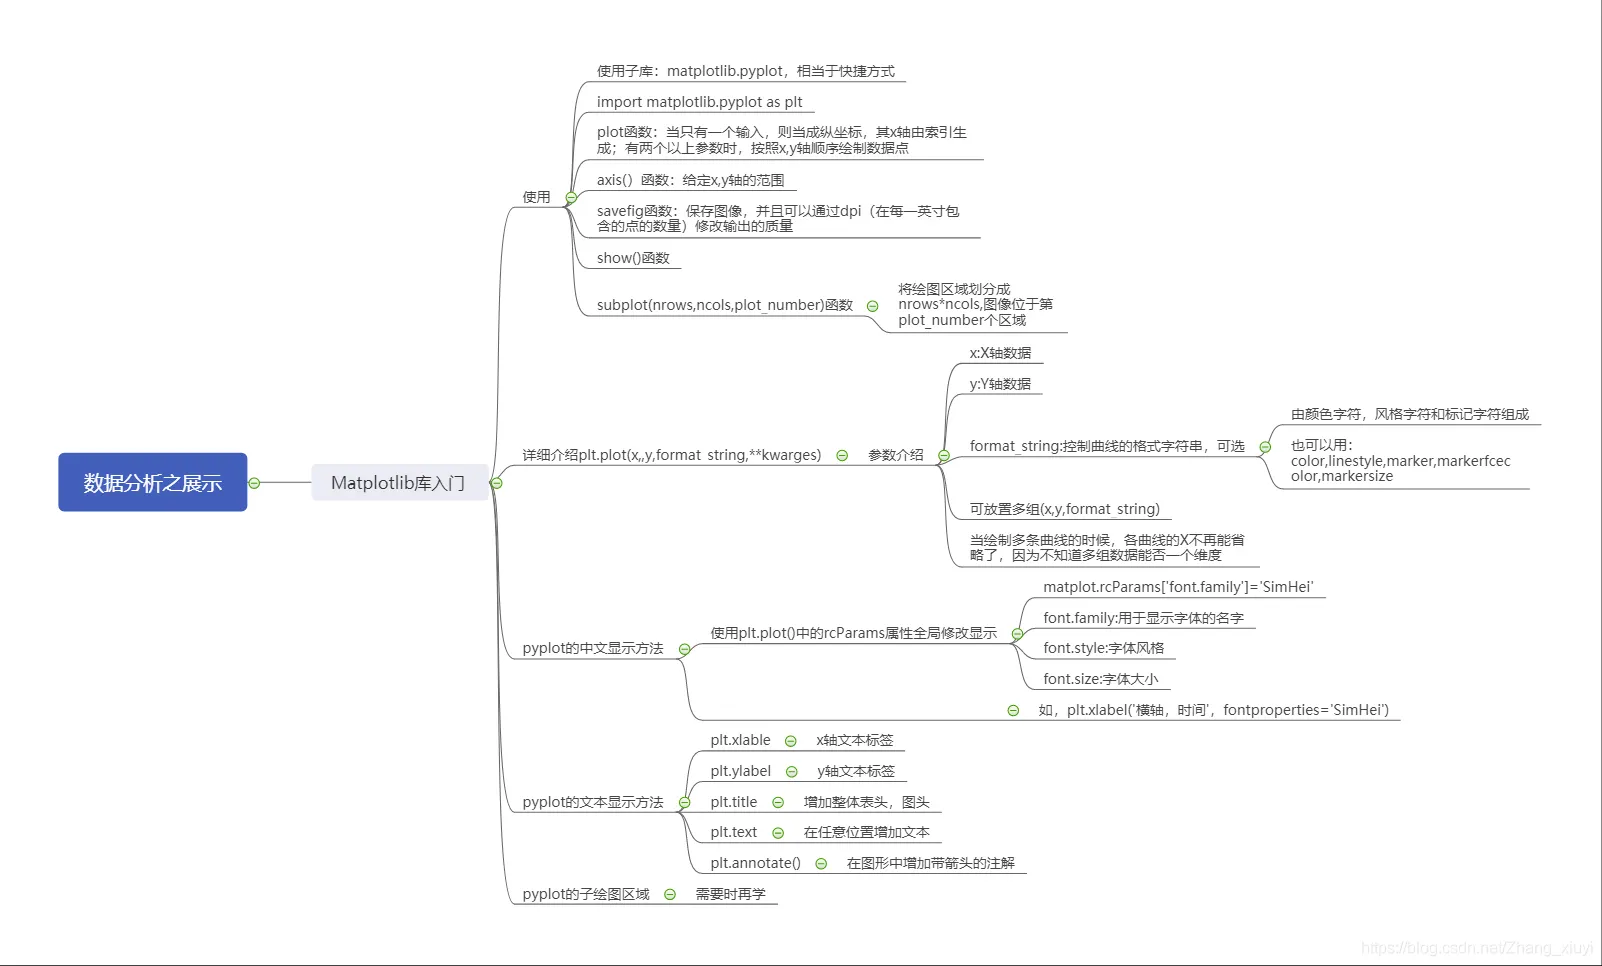 使用子库：matplotlib.pyplot，相当于快捷方式
import matplotlib.pyplot as plt
plot函数：当只有一个输入，则当成纵坐标，其x轴由索引生
成；有两个以上参数时，按照x,y轴顺序绘制数据点
axis()）函数：给定x,y轴的范围
使用
savefig函数：保存图像，并且可以通过dpi（在每一英寸包
含的点的数量）修改输出的质量
show()函数
subplot(nrows,ncols,plot_number)函数
将绘图区域划分成
nrows*ncols,图像位于第
plot_number个区域
x:X轴数据
y:Y轴数据
format_string:控制曲线的格式字符串，可选
由颜色字符，风格字符和标记字符组成
也可以用：
color,linestyle,marker,markerfcec
olor,markersize
详细介绍plt.plot(x,,y,format_string,**kwarges)
参数介绍
可放置多组(x,y,format_string)
当绘制多条曲线的时候，各曲线的X不再能省
略了，因为不知道多组数据能否一个维度
数据分析之展示
Matplotlib库入门
matplot.rcParams['font.family']='SimHei'
使用plt.plot()中的rcParams属性全局修改显示
font.family:用于显示字体的名字
font.style:字体风格
font.size:字体大小
pyplot的中文显示方法
如，plt.xlabel('横轴，时间'，fontproperties='SimHei')
plt.xlable
x轴文本标签
plt.ylabel
y轴文本标签
pyplot的文本显示方法
plt.title
增加整体表头，图头
plt.text
在任意位置增加文本
plt.annotate()
在图形中增加带箭头的注解
pyplot的子绘图区域
需要时再学
https://blog.csdn.net/Zhang_xiuyi